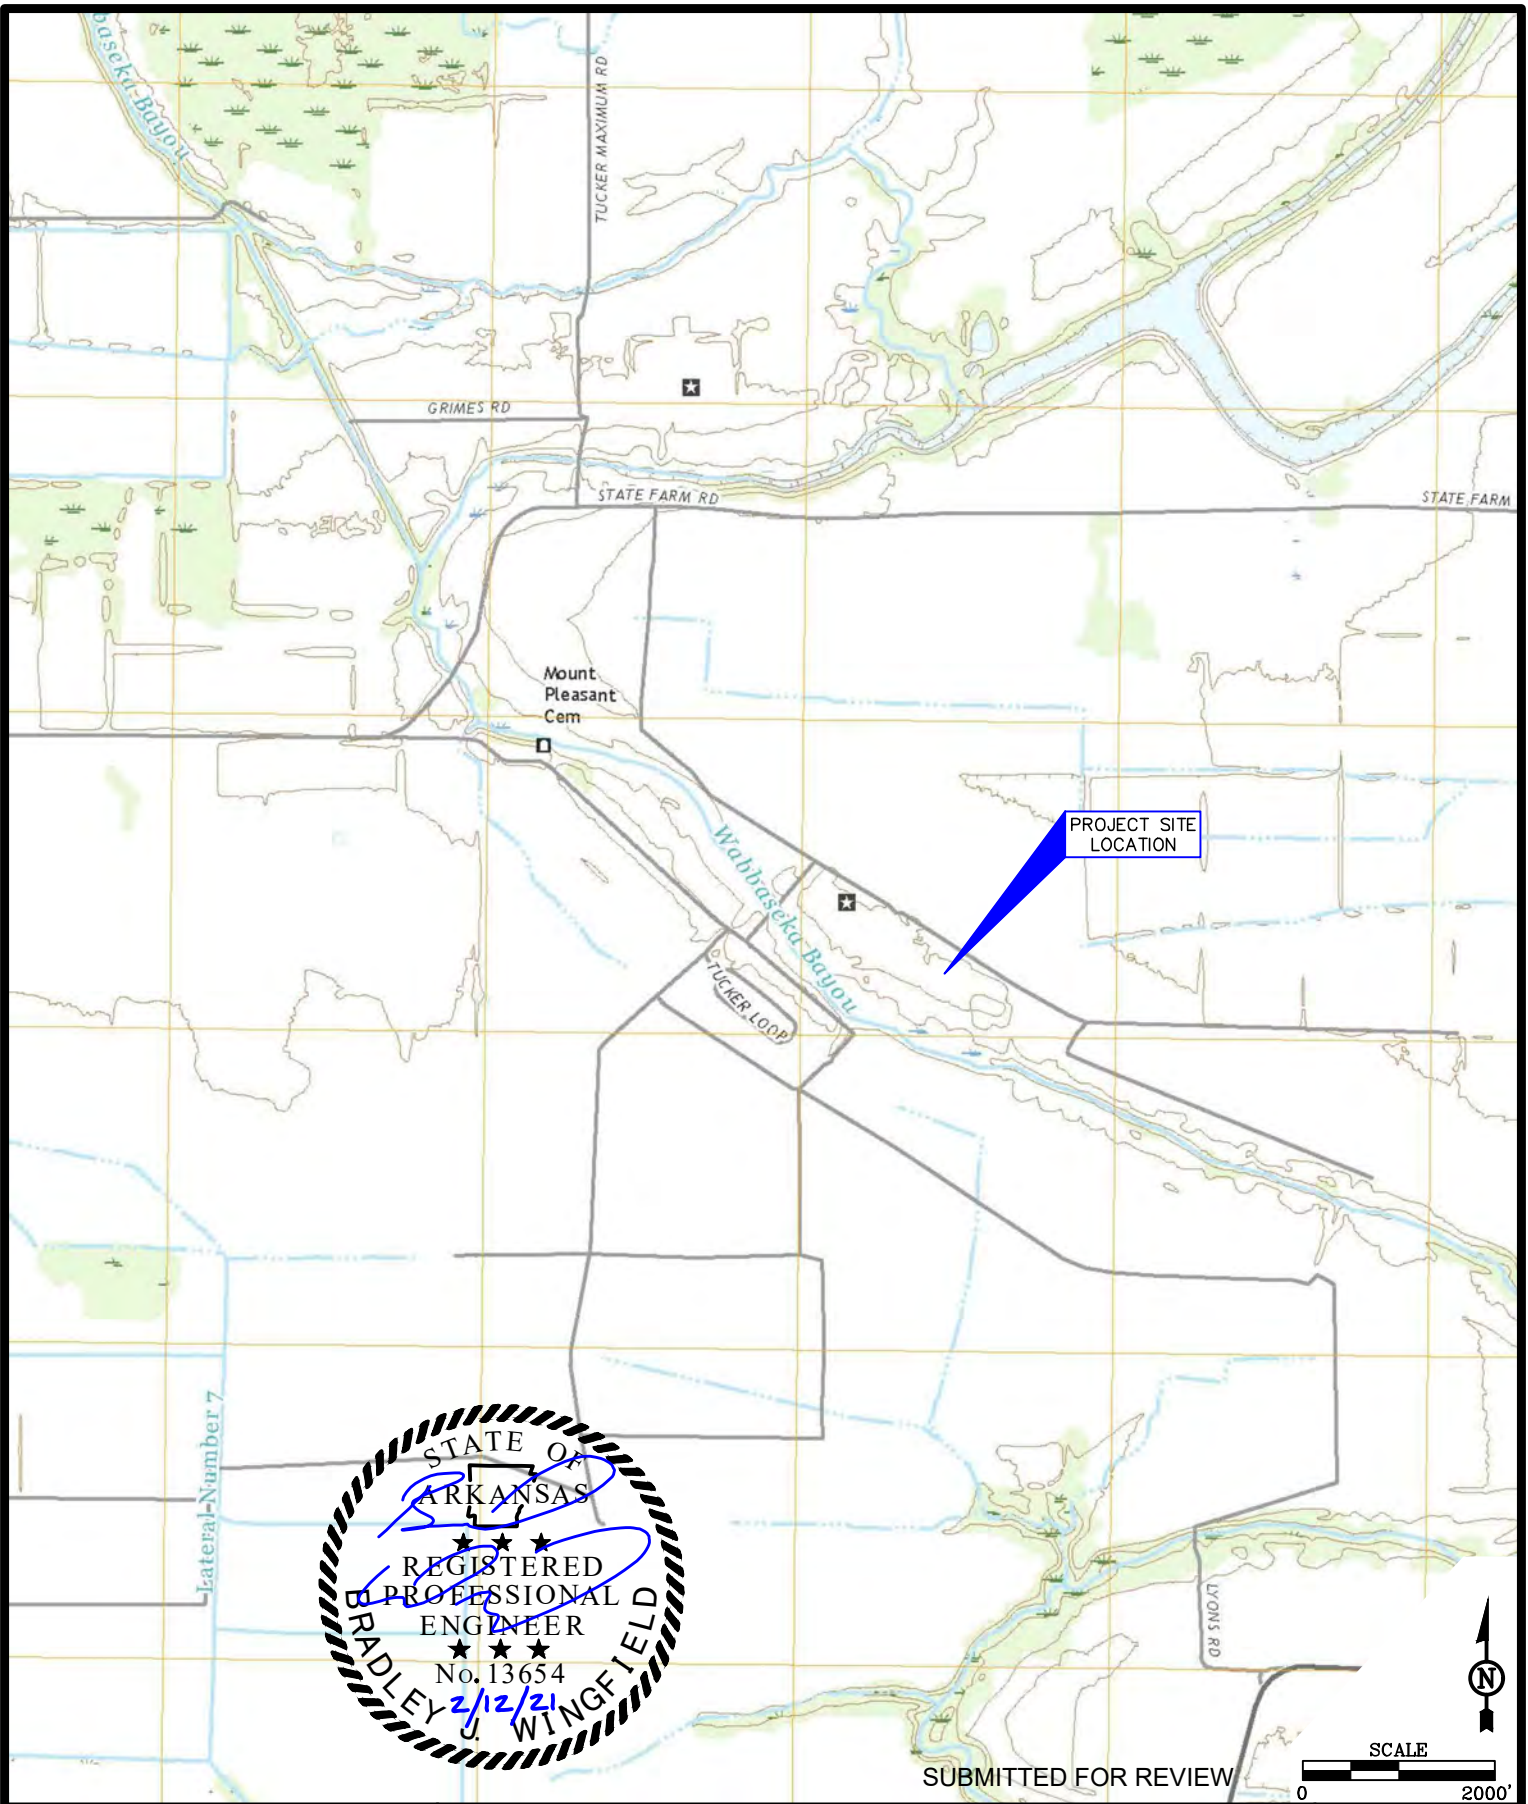 baseka Bayou
TUCKER MAXIMUM RD
GRIMES RD
STATE FARM RD
STATE FARM
Mount
Pleasant
Cem
PROJECT SITE
LOCATION
Wabbaseka Bayou
TUCKER LOOP
Lateral Number 7
STATE OF
ARKANSAS
REGISTERED
PROFESSIONAL
ENGINEER
No. 13654
2/12/21
BRADLEY J. WINGFIELD
LYONS RD
N
SCALE
0 2000'
SUBMITTED FOR REVIEW